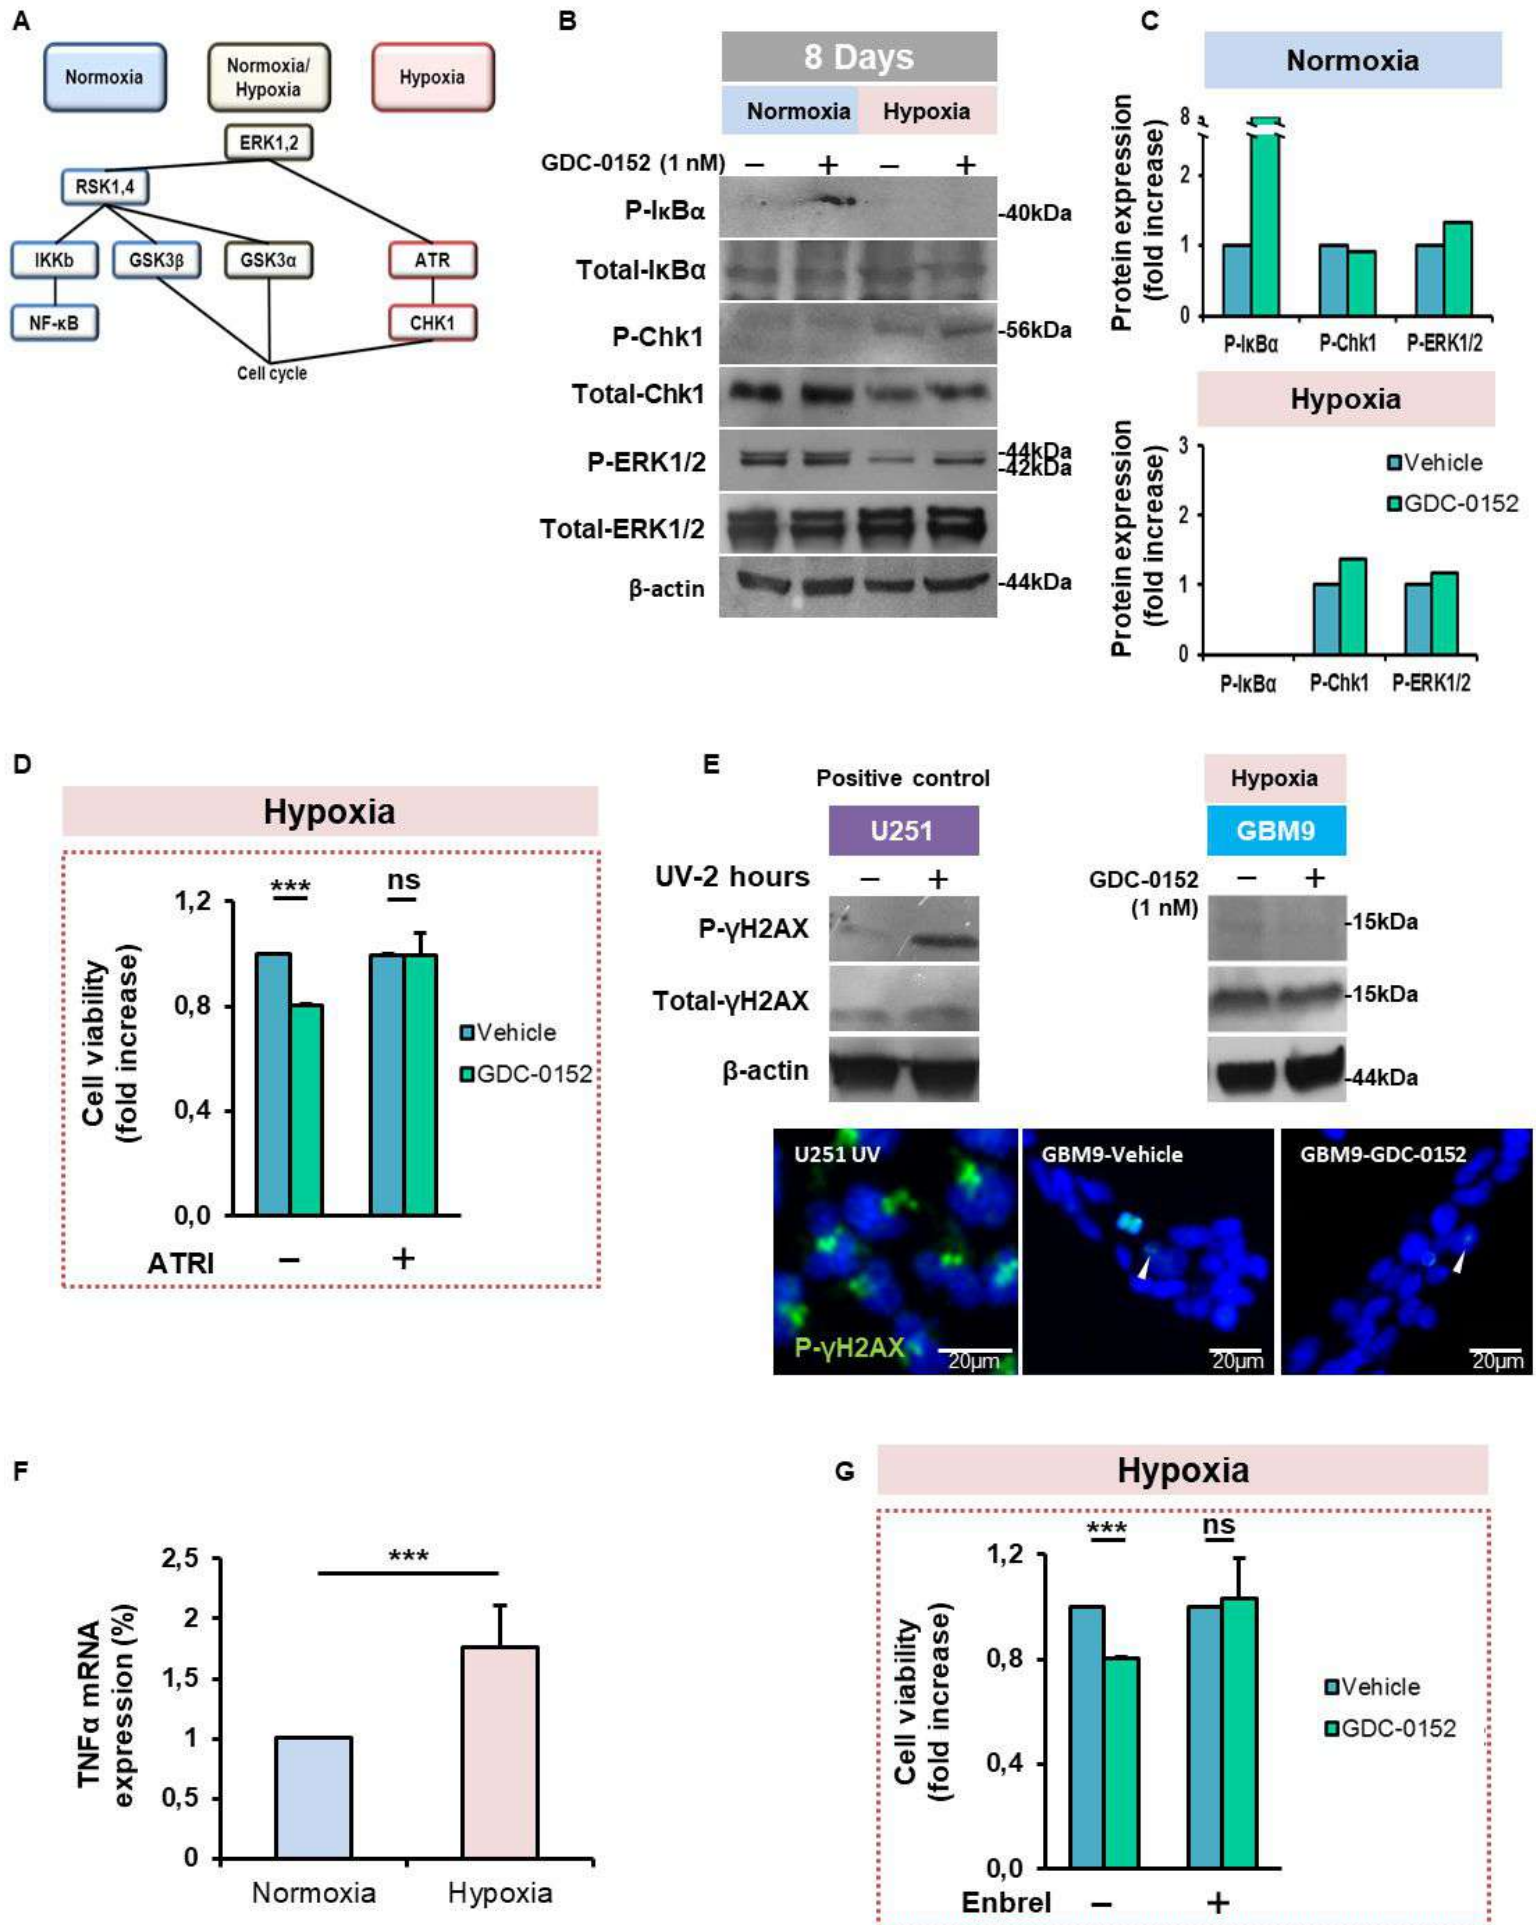 A
Normoxia
Normoxia/
Hypoxia
Hypoxia
ERK1,2
RSK1,4
IKKb
GSK3β
GSK3α
ATR
NF-κB
CHK1
Cell cycle
B
8 Days
Normoxia
Hypoxia
GDC-0152 (1 nM) – + – +
P-IκBα
-40kDa
Total-IκBα
P-Chk1
-56kDa
Total-Chk1
P-ERK1/2
-44kDa
-42kDa
Total-ERK1/2
β-actin
-44kDa
C
Normoxia
Protein expression
(fold increase)
8
2
1
0
P-IκBα P-Chk1 P-ERK1/2
Hypoxia
Protein expression
(fold increase)
3
2
1
0
Vehicle
GDC-0152
P-IκBα P-Chk1 P-ERK1/2
D
Hypoxia
*** ns
Cell viability
(fold increase)
1,2
0,8
0,4
0,0
Vehicle
GDC-0152
ATRI – +
E
Positive control
U251
UV-2 hours – +
P-γH2AX
Total-γH2AX
β-actin
Hypoxia
GBM9
GDC-0152 – +
(1 nM)
-15kDa
-15kDa
-44kDa
U251 UV
P-γH2AX
20μm
GBM9-Vehicle
20μm
GBM9-GDC-0152
20μm
F
TNFα mRNA
expression (%)
2,5
2
1,5
1
0,5
0
***
Normoxia Hypoxia
G
Hypoxia
*** ns
Cell viability
(fold increase)
1,2
0,8
0,4
0,0
Vehicle
GDC-0152
Enbrel – +